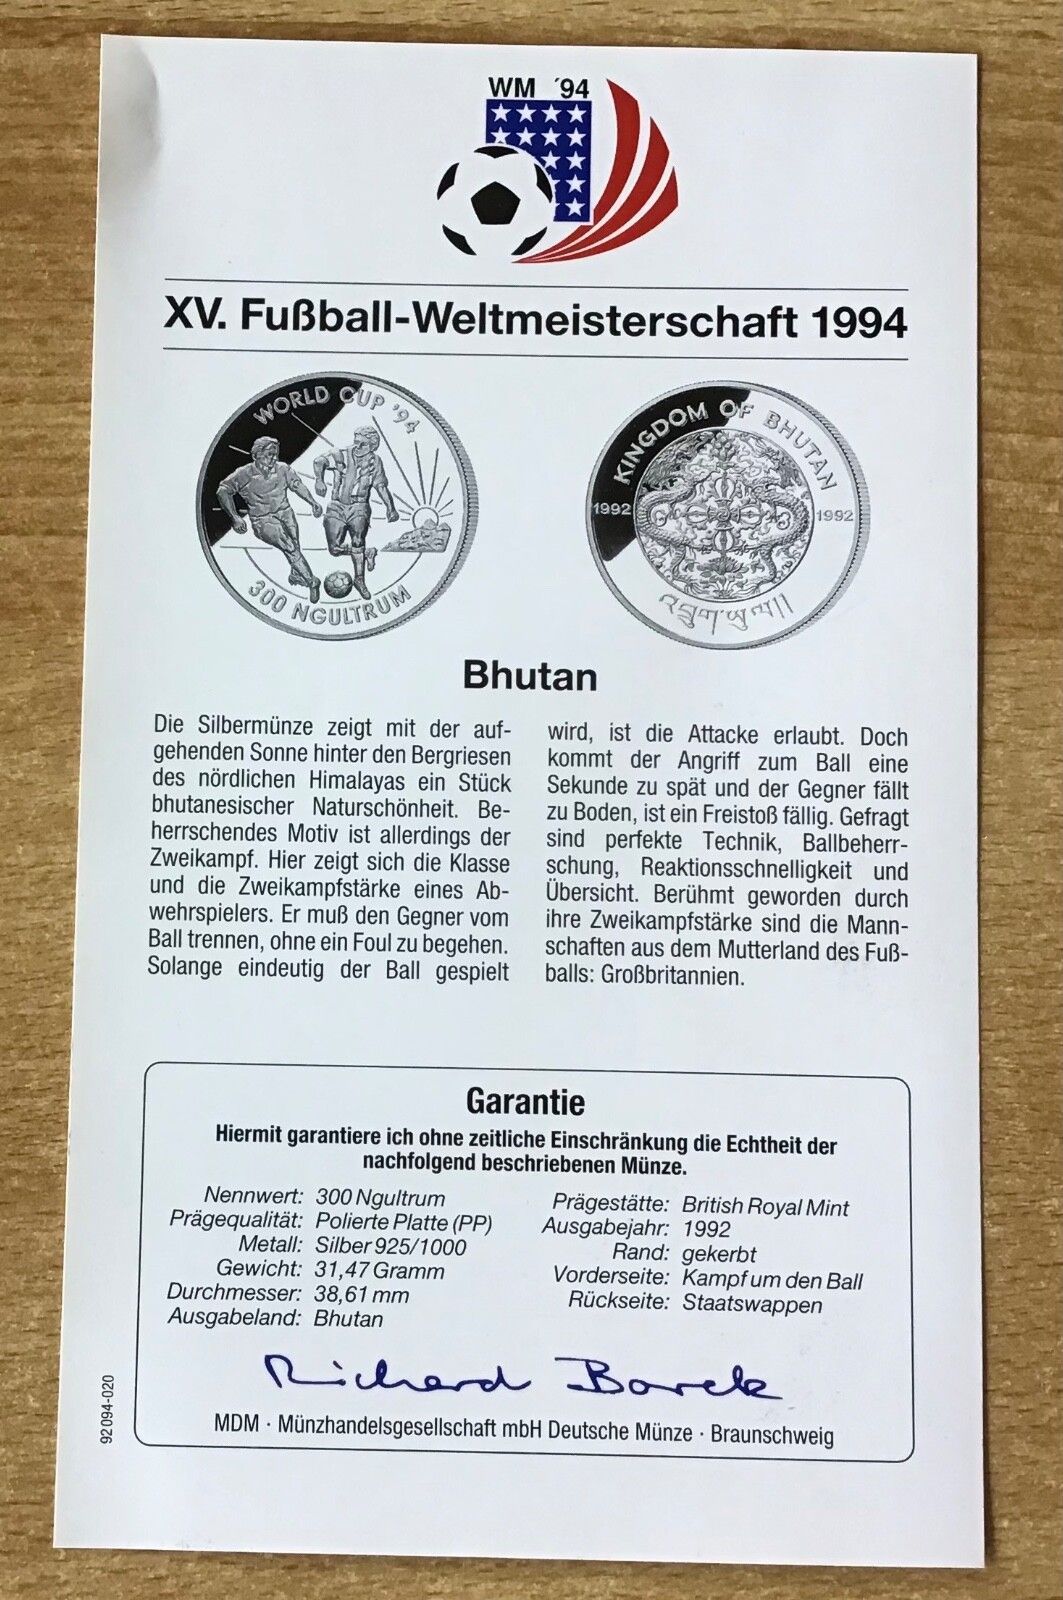 WM ´94
XV. Fußball-Weltmeisterschaft 1994
WORLD CUP '94
300 NGULTRUM
KINGDOM OF BHUTAN
1992
1992
འབྲུག་ཡུལ།།
Bhutan
Die Silbermünze zeigt mit der auf-
gehenden Sonne hinter den Bergriesen
des nördlichen Himalayas ein Stück
bhutanesischer Naturschönheit. Be-
herrschendes Motiv ist allerdings der
Zweikampf. Hier zeigt sich die Klasse
und die Zweikampfstärke eines Ab-
wehrspielers. Er muß den Gegner vom
Ball trennen, ohne ein Foul zu begehen.
Solange eindeutig der Ball gespielt
wird, ist die Attacke erlaubt. Doch
kommt der Angriff zum Ball eine
Sekunde zu spät und der Gegner fällt
zu Boden, ist ein Freistoß fällig. Gefragt
sind perfekte Technik, Ballbeherr-
schung, Reaktionsschnelligkeit und
Übersicht. Berühmt geworden durch
ihre Zweikampfstärke sind die Mann-
schaften aus dem Mutterland des Fuß-
balls: Großbritannien.
Garantie
Hiermit garantiere ich ohne zeitliche Einschränkung die Echtheit der
nachfolgend beschriebenen Münze.
Nennwert: 300 Ngultrum
Prägequalität: Polierte Platte (PP)
Metall: Silber 925/1000
Gewicht: 31,47 Gramm
Durchmesser: 38,61 mm
Ausgabeland: Bhutan
Prägestätte: British Royal Mint
Ausgabejahr: 1992
Rand: gekerbt
Vorderseite: Kampf um den Ball
Rückseite: Staatswappen
Richard Borek
MDM · Münzhandelsgesellschaft mbH Deutsche Münze · Braunschweig
92 094-020